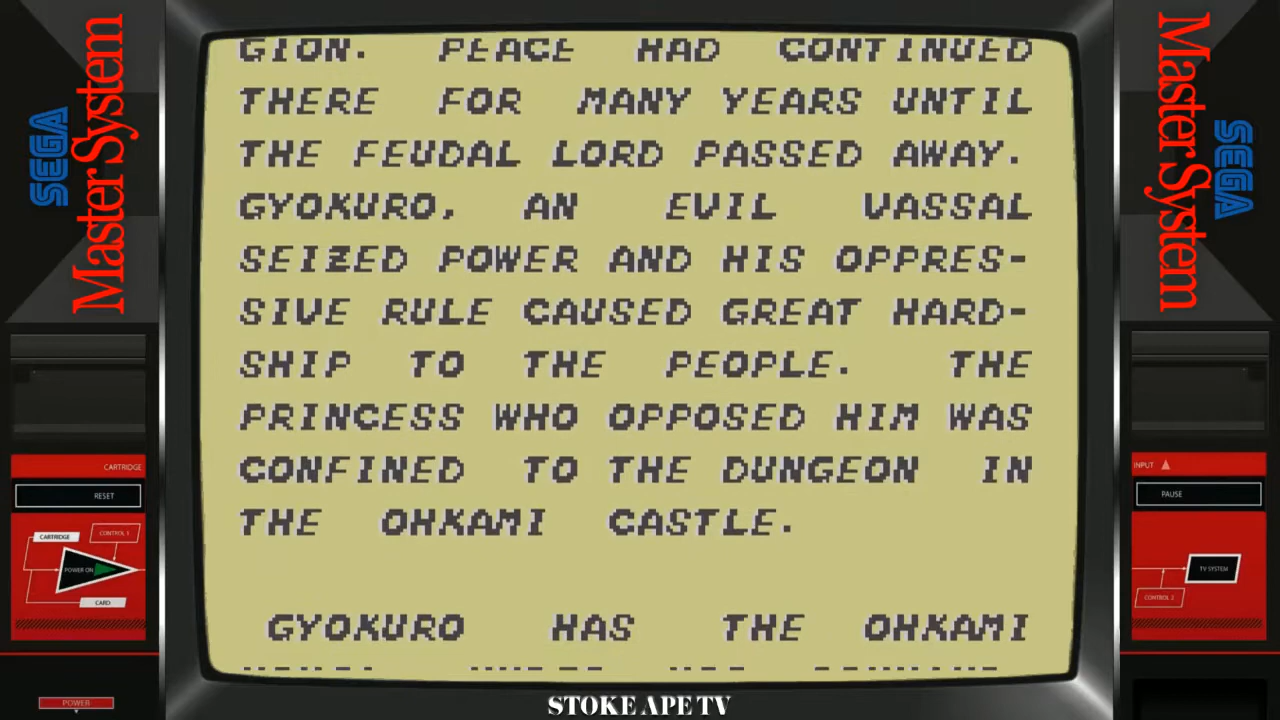 GION. PEACE HAD CONTINUED
THERE FOR MANY YEARS UNTIL
THE FEUDAL LORD PASSED AWAY.
GYOKURO, AN EVIL VASSAL
SEIZED POWER AND HIS OPPRES-
SIVE RULE CAUSED GREAT HARD-
SHIP TO THE PEOPLE. THE
PRINCESS WHO OPPOSED HIM WAS
CONFINED TO THE DUNGEON IN
THE OHKAMI CASTLE.
GYOKURO HAS THE OHKAMI
SEGA
Master System
CARTRIDGE
RESET
CARTRIDGE
CONTROL 1
POWER ON
CARD
POWER
SEGA
Master System
INPUT
PAUSE
TV SYSTEM
CONTROL 2
STOKE APE TV